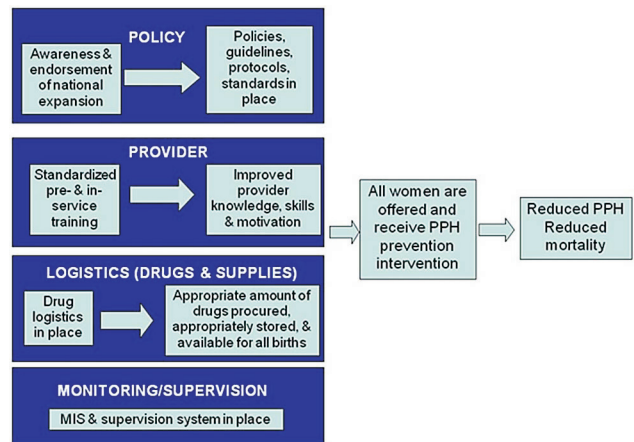 POLICY
Awareness &
endorsement
of national
expansion
Policies,
guidelines,
protocols,
standards in
place
PROVIDER
Standardized
pre- & in-
service
training
Improved
provider
knowledge, skills
& motivation
All women are
offered and
receive PPH
prevention
intervention
Reduced PPH
Reduced
mortality
LOGISTICS (DRUGS & SUPPLIES)
Drug
logistics
in place
Appropriate amount of
drugs procured,
appropriately stored, &
available for all births
MONITORING/SUPERVISION
MIS & supervision system in place